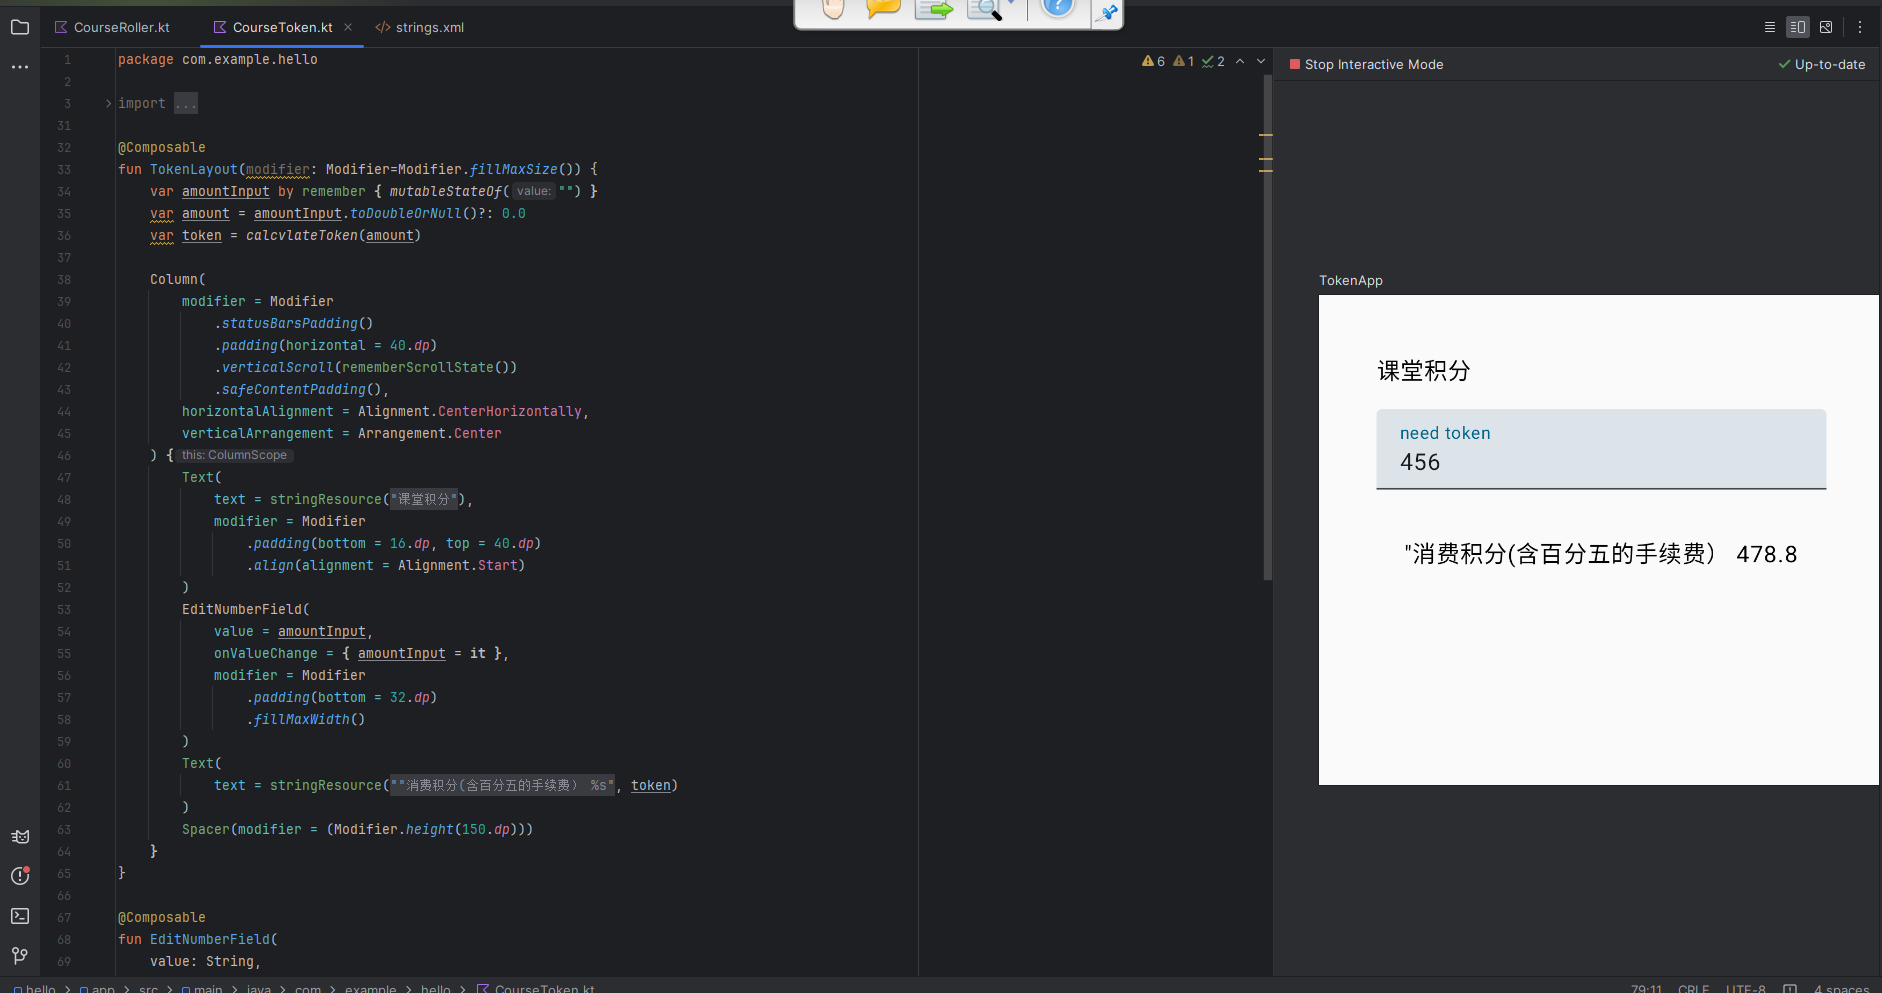 CourseRoller.kt
CourseToken.kt
strings.xml
1 package com.example.hello
2
3 import ...
31
32 @Composable
33 fun TokenLayout(modifier: Modifier=Modifier.fillMaxSize()) {
34 var amountInput by remember { mutableStateOf( value: "") }
35 var amount = amountInput.toDoubleOrNull()?: 0.0
36 var token = calcvlateToken(amount)
37
38 Column(
39 modifier = Modifier
40 .statusBarsPadding()
41 .padding(horizontal = 40.dp)
42 .verticalScroll(rememberScrollState())
43 .safeContentPadding(),
44 horizontalAlignment = Alignment.CenterHorizontally,
45 verticalArrangement = Arrangement.Center
46 ) { this: ColumnScope
47 Text(
48 text = stringResource("课堂积分"),
49 modifier = Modifier
50 .padding(bottom = 16.dp, top = 40.dp)
51 .align(alignment = Alignment.Start)
52 )
53 EditNumberField(
54 value = amountInput,
55 onValueChange = { amountInput = it },
56 modifier = Modifier
57 .padding(bottom = 32.dp)
58 .fillMaxWidth()
59 )
60 Text(
61 text = stringResource(""消费积分(含百分五的手续费） %s", token)
62 )
63 Spacer(modifier = (Modifier.height(150.dp)))
64 }
65 }
66
67 @Composable
68 fun EditNumberField(
69 value: String,
6 1 2
Stop Interactive Mode
Up-to-date
TokenApp
课堂积分
need token
456
"消费积分(含百分五的手续费） 478.8
hello > app > src > main > java > com > example > hello > CourseToken.kt
79:11 CRLF UTF-8 4 spaces